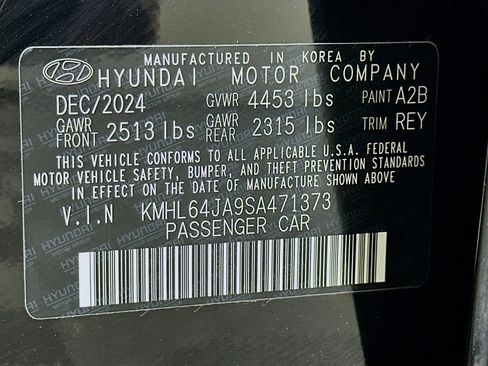 MANUFACTURED IN KOREA BY
HYUNDAI MOTOR COMPANY
DEC/2024 GVWR 4453 lbs PAINT A2B
GAWR FRONT 2513 lbs GAWR REAR 2315 lbs TRIM REY
THIS VEHICLE CONFORMS TO ALL APPLICABLE U.S.A. FEDERAL
MOTOR VEHICLE SAFETY, BUMPER, AND THEFT PREVENTION STANDARDS
IN EFFECT ON THE DATE OF MANUFACTURE SHOWN ABOVE.
V.I.N KMHL64JA9SA471373
PASSENGER CAR